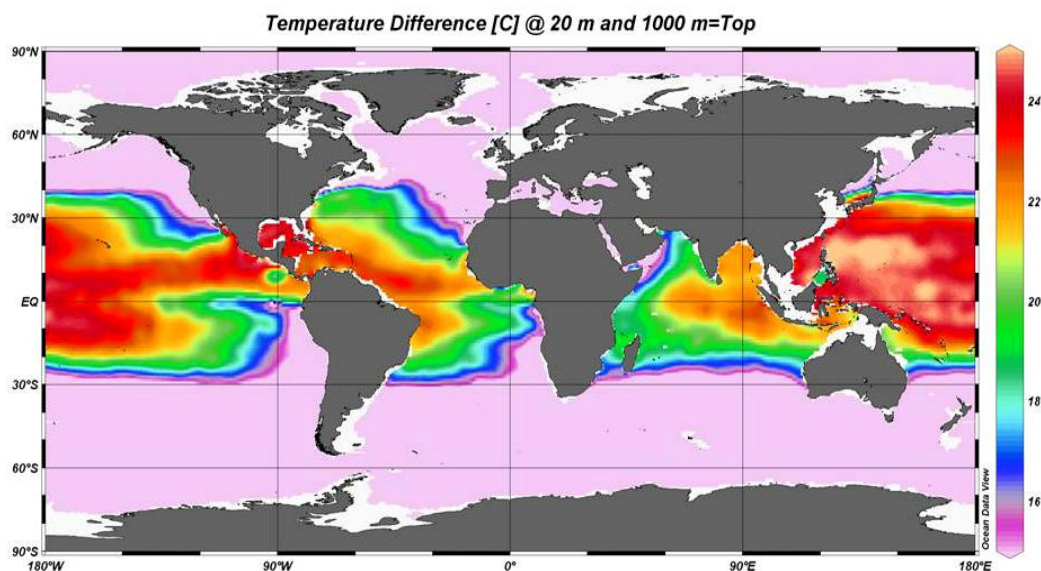 Temperature Difference [C] @ 20 m and 1000 m=Top
90°N
60°N
30°N
EQ
30°S
60°S
90°S
180°W
90°W
0°
90°E
180°E
24
22
20
18
16
Ocean Data View